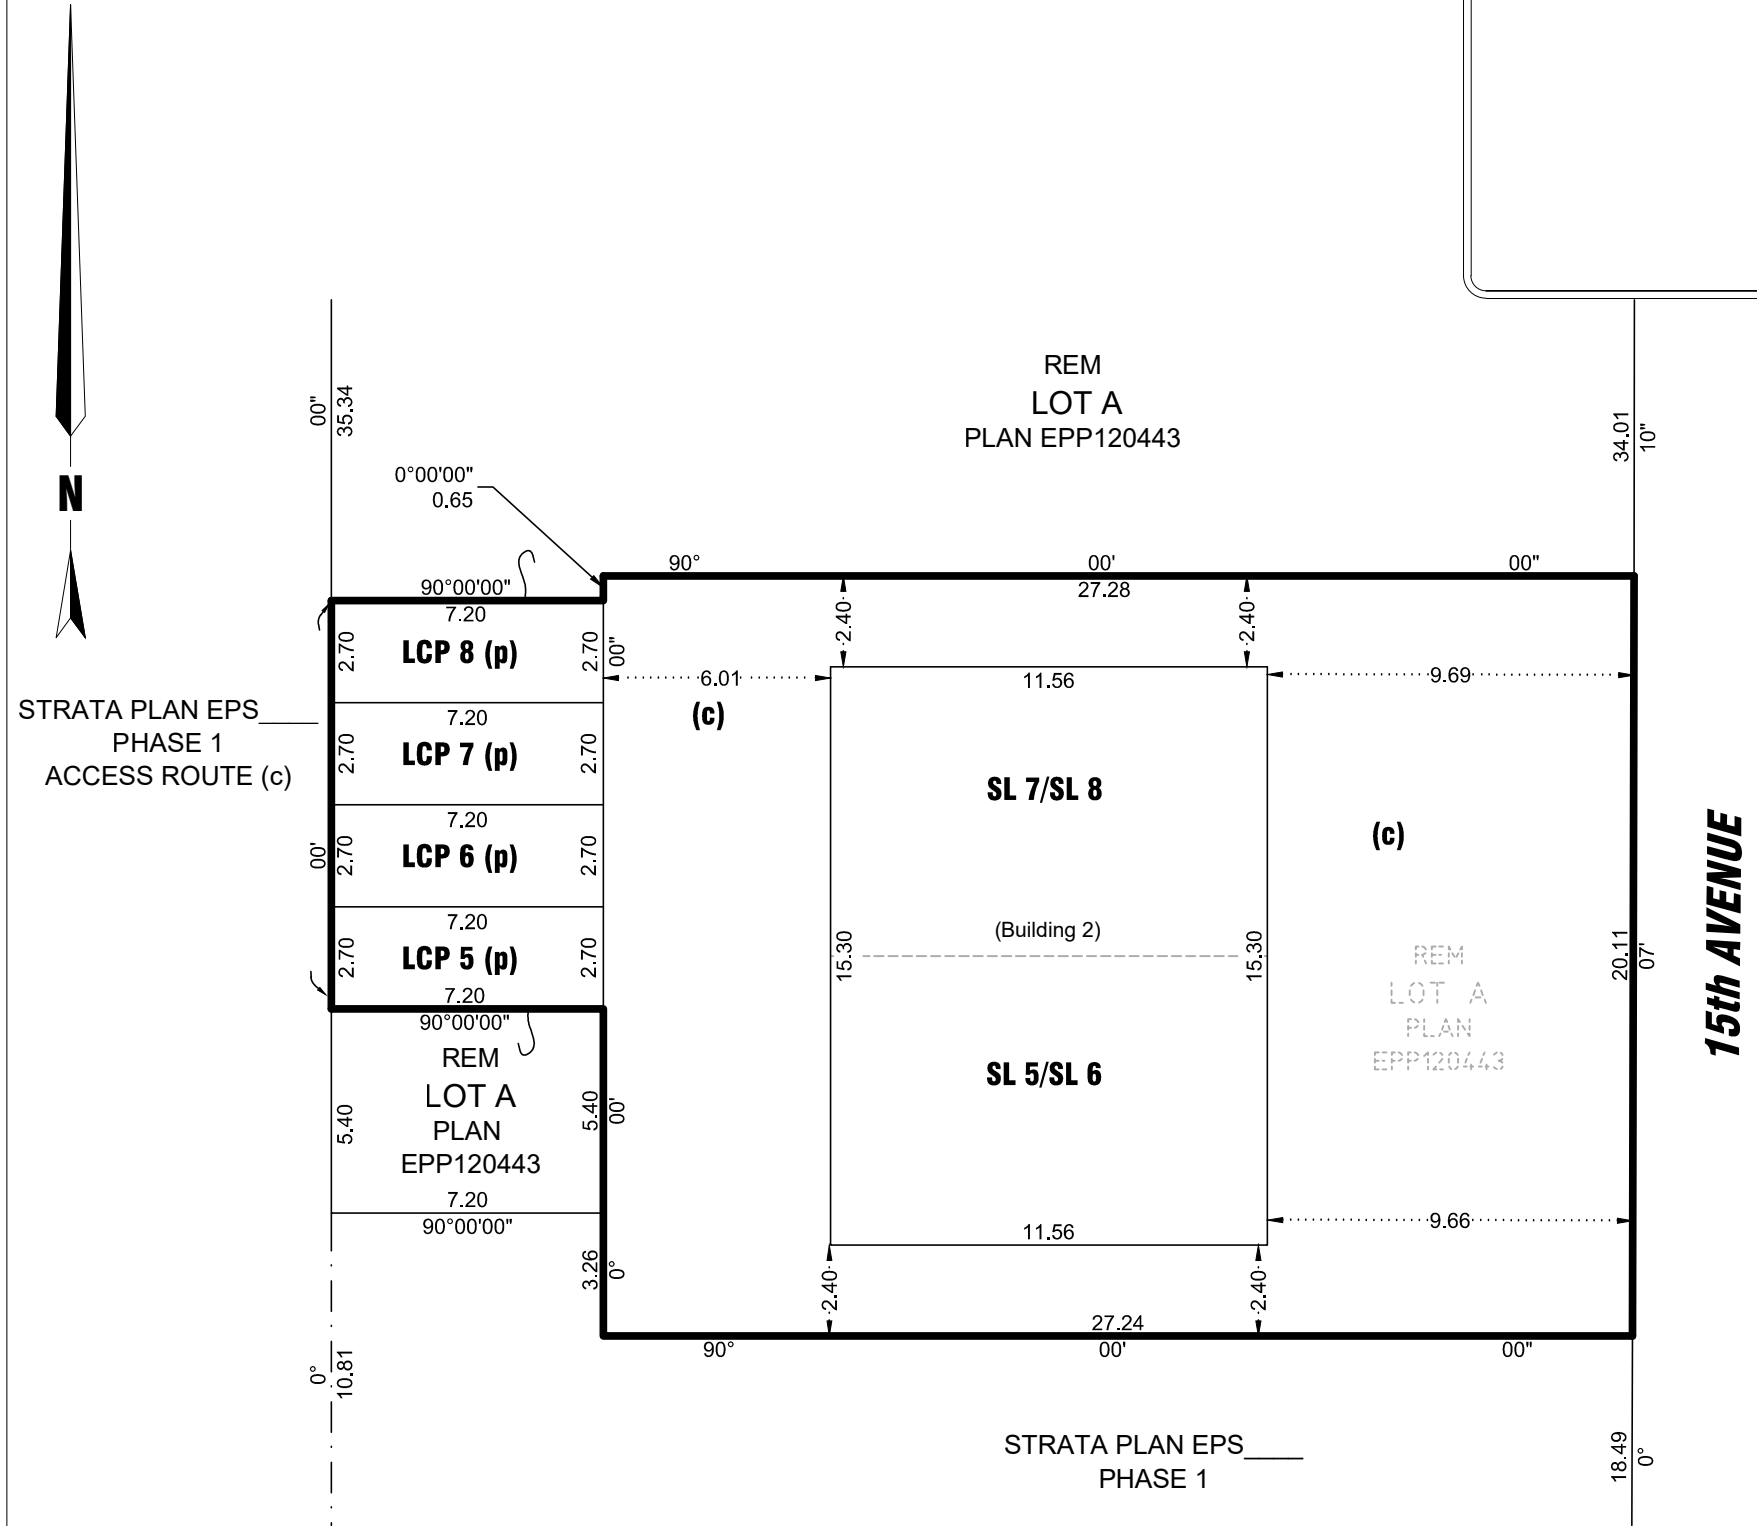 REM
LOT A
PLAN EPP120443
00"
35.34
34.01
10"
N
0°00'00"
0.65
90°
00'
00"
27.28
90°00'00"
7.20
2.40
2.40
2.70
LCP 8 (p)
2.70
00"
6.01
11.56
9.69
STRATA PLAN EPS____
PHASE 1
ACCESS ROUTE (c)
7.20
2.70
LCP 7 (p)
2.70
(c)
SL 7/SL 8
(c)
7.20
00'
2.70
LCP 6 (p)
2.70
7.20
2.70
LCP 5 (p)
2.70
7.20
90°00'00"
(Building 2)
15.30
15.30
REM
LOT A
PLAN
EPP120443
20.11
07'
15th AVENUE
REM
LOT A
PLAN
EPP120443
5.40
5.40
00'
SL 5/SL 6
7.20
90°00'00"
3.26
0°
11.56
9.66
2.40
2.40
27.24
90°
00'
00"
0°
10.81
STRATA PLAN EPS____
PHASE 1
18.49
0°